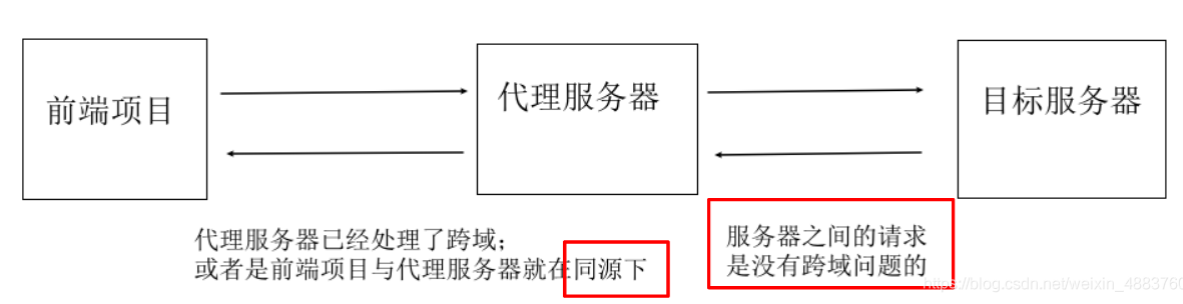 前端项目
代理服务器
目标服务器
代理服务器已经处理了跨域;
或者是前端项目与代理服务器就在同源下
服务器之间的请求
是没有跨域问题的
https://blog.csdn.net/weixin_4883760